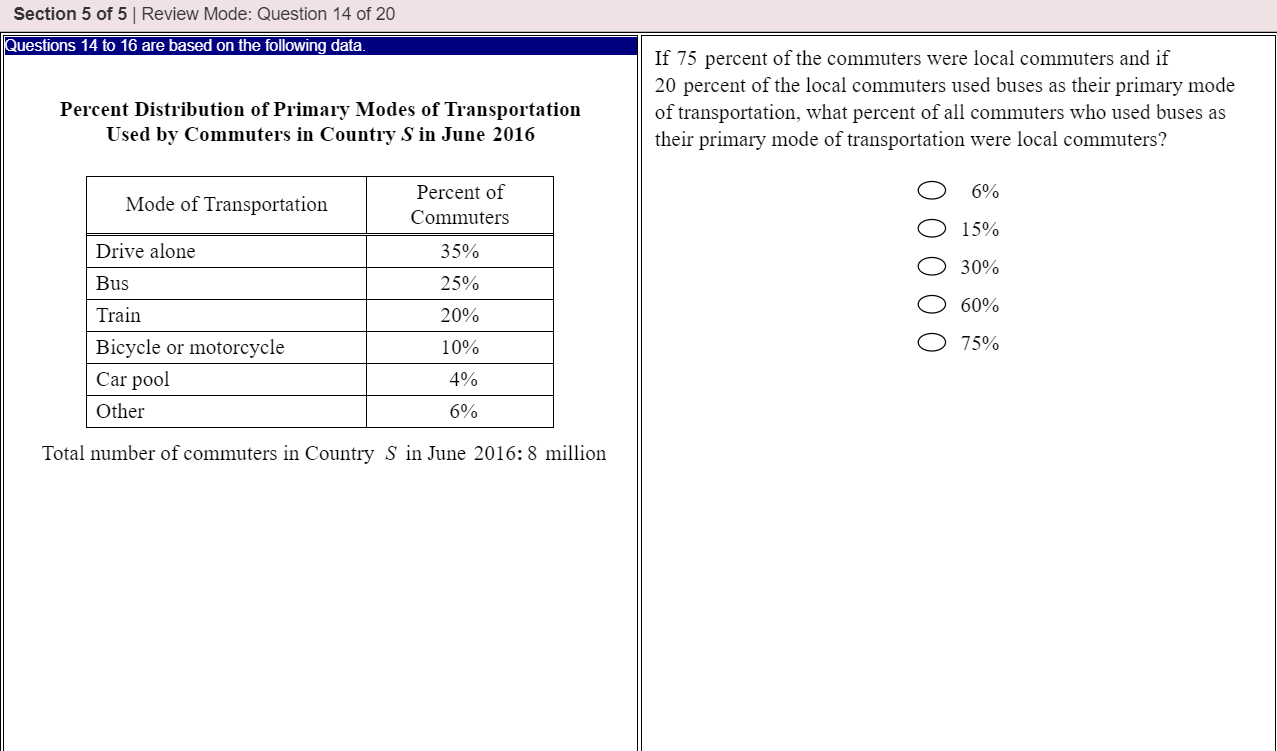 Section 5 of 5 | Review Mode: Question 14 of 20
Questions 14 to 16 are based on the following data.
Percent Distribution of Primary Modes of Transportation
Used by Commuters in Country S in June 2016
Mode of Transportation
Percent of
Commuters
Drive alone 35%
Bus 25%
Train 20%
Bicycle or motorcycle 10%
Car pool 4%
Other 6%
Total number of commuters in Country S in June 2016: 8 million
If 75 percent of the commuters were local commuters and if
20 percent of the local commuters used buses as their primary mode
of transportation, what percent of all commuters who used buses as
their primary mode of transportation were local commuters?
6%
15%
30%
60%
75%